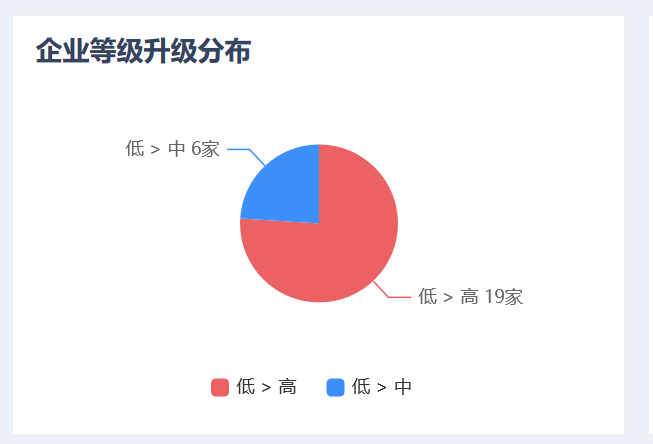 企业等级升级分布
低 > 中 6家
低 > 高 19家
低 > 高
低 > 中